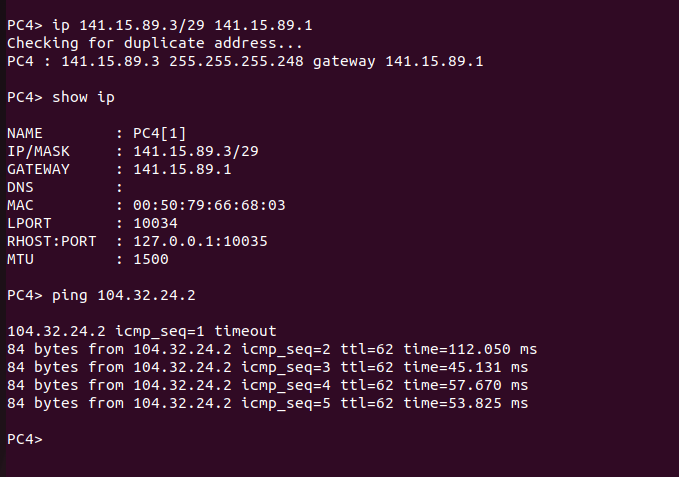 PC4> ip 141.15.89.3/29 141.15.89.1
Checking for duplicate address...
PC4 : 141.15.89.3 255.255.255.248 gateway 141.15.89.1
PC4> show ip
NAME        : PC4[1]
IP/MASK     : 141.15.89.3/29
GATEWAY     : 141.15.89.1
DNS         :
MAC         : 00:50:79:66:68:03
LPORT       : 10034
RHOST:PORT  : 127.0.0.1:10035
MTU         : 1500
PC4> ping 104.32.24.2
104.32.24.2 icmp_seq=1 timeout
84 bytes from 104.32.24.2 icmp_seq=2 ttl=62 time=112.050 ms
84 bytes from 104.32.24.2 icmp_seq=3 ttl=62 time=45.131 ms
84 bytes from 104.32.24.2 icmp_seq=4 ttl=62 time=57.670 ms
84 bytes from 104.32.24.2 icmp_seq=5 ttl=62 time=53.825 ms
PC4>